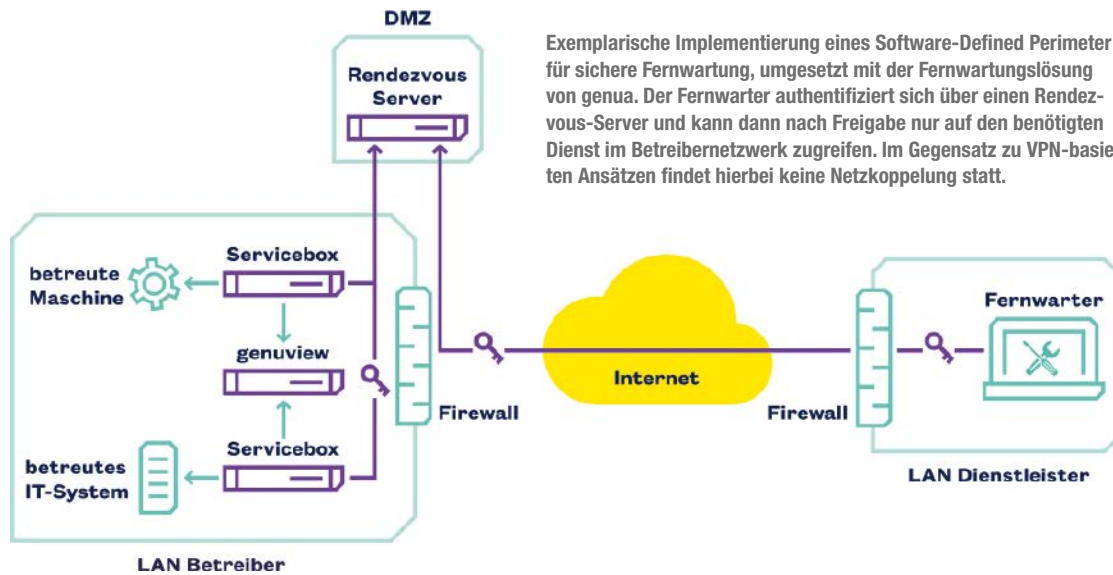 DMZ
Rendezvous
Server
Exemplarische Implementierung eines Software-Defined Perimeter
für sichere Fernwartung, umgesetzt mit der Fernwartungslösung
von genua. Der Fernwarter authentifiziert sich über einen Rendez-
vous-Server und kann dann nach Freigabe nur auf den benötigten
Dienst im Betreibernetzwerk zugreifen. Im Gegensatz zu VPN-basie
ten Ansätzen findet hierbei keine Netzkoppelung statt.
betreute
Maschine
Servicebox
genuview
Servicebox
betreutes
IT-System
LAN Betreiber
Firewall
Internet
Firewall
Fernwarter
LAN Dienstleister